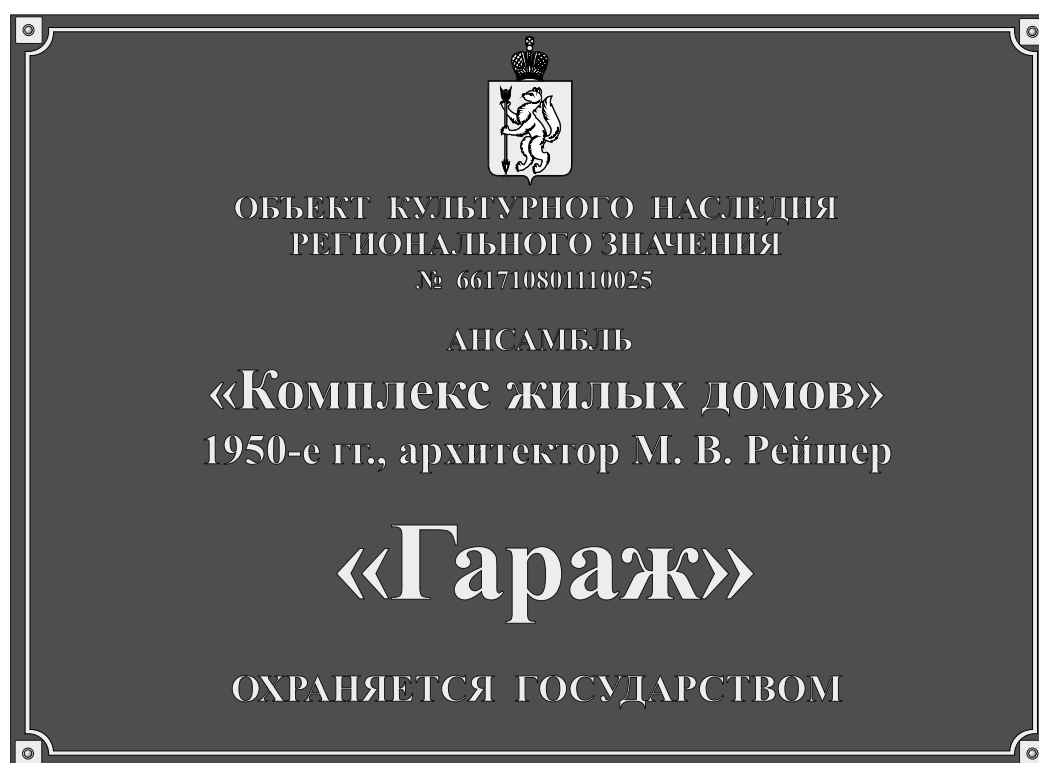 ОБЪЕКТ КУЛЬТУРНОГО НАСЛЕДИЯ
РЕГИОНАЛЬНОГО ЗНАЧЕНИЯ
№ 661710801110025
АНСАМБЛЬ
«Комплекс жилых домов»
1950-е гг., архитектор М. В. Рейшер
«Гараж»
ОХРАНЯЕТСЯ ГОСУДАРСТВОМ